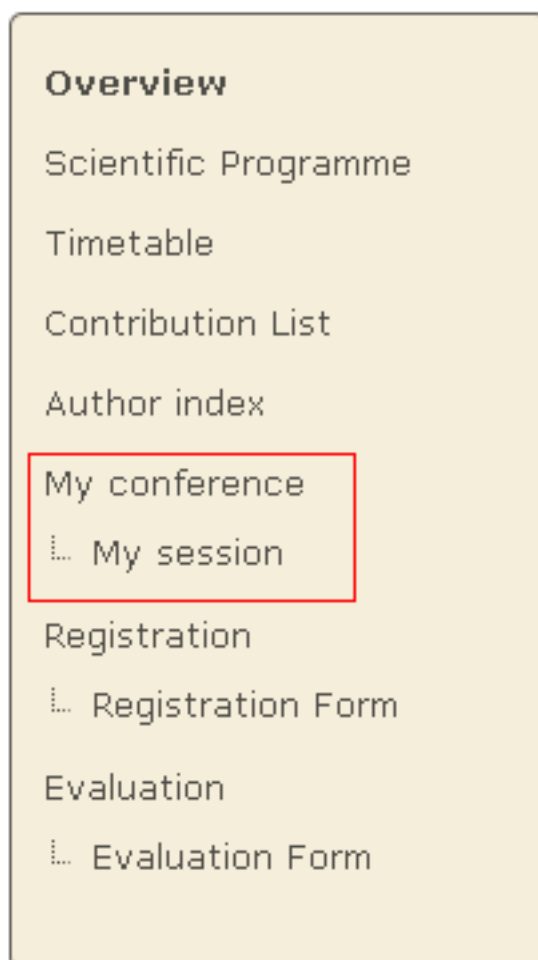 Overview
Scientific Programme
Timetable
Contribution List
Author index
My conference
My session
Registration
Registration Form
Evaluation
Evaluation Form